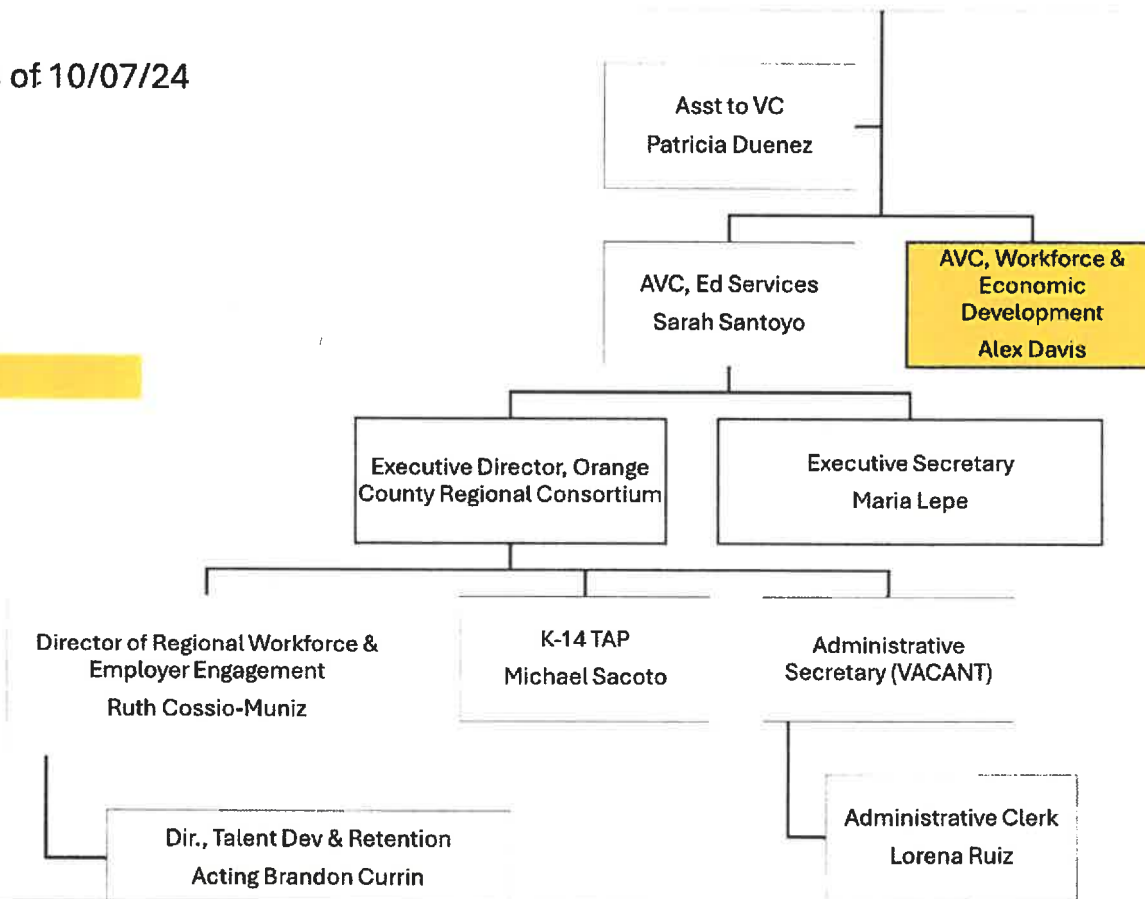 of 10/07/24
Asst to VC
Patricia Duenez
AVC, Ed Services
Sarah Santoyo
AVC, Workforce &
Economic
Development
Alex Davis
Executive Director, Orange
County Regional Consortium
Executive Secretary
Maria Lepe
Director of Regional Workforce &
Employer Engagement
Ruth Cossio-Muniz
K-14 TAP
Michael Sacoto
Administrative
Secretary (VACANT)
Dir., Talent Dev & Retention
Acting Brandon Currin
Administrative Clerk
Lorena Ruiz